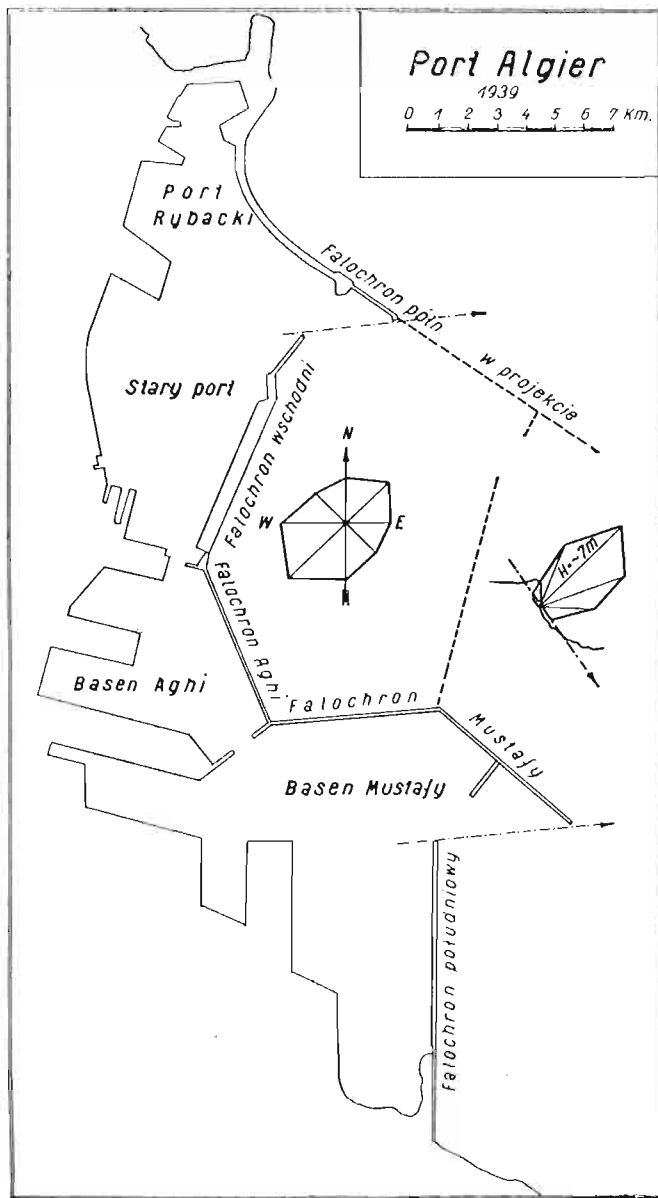 Port Algier
1939
0 1 2 3 4 5 6 7 Km.
Port
Rybacki
Falochron półn.
w projekcie
Stary port
Falochron wschodni
N
W
E
H=~7m
Falochron Aghi
Basen Aghi
Falochron
Mustafy
Basen Mustafy
Falochron południowy